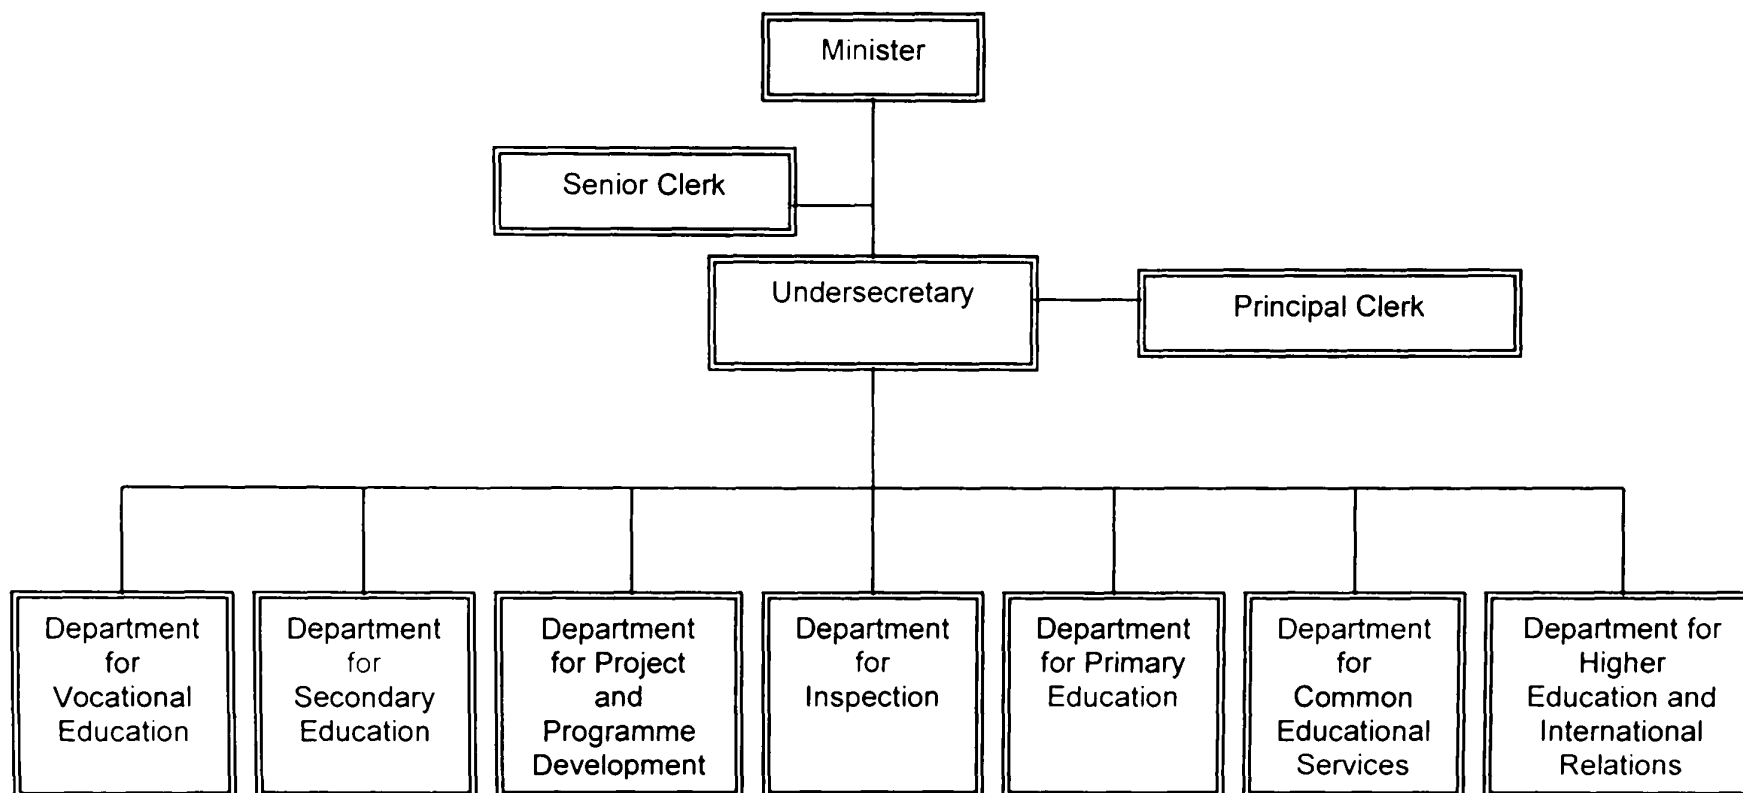 Minister
Senior Clerk
Undersecretary
Principal Clerk
Department
for
Vocational
Education
Department
for
Secondary
Education
Department
for Project
and
Programme
Development
Department
for
Inspection
Department
for Primary
Education
Department
for
Common
Educational
Services
Department for
Higher
Education and
International
Relations